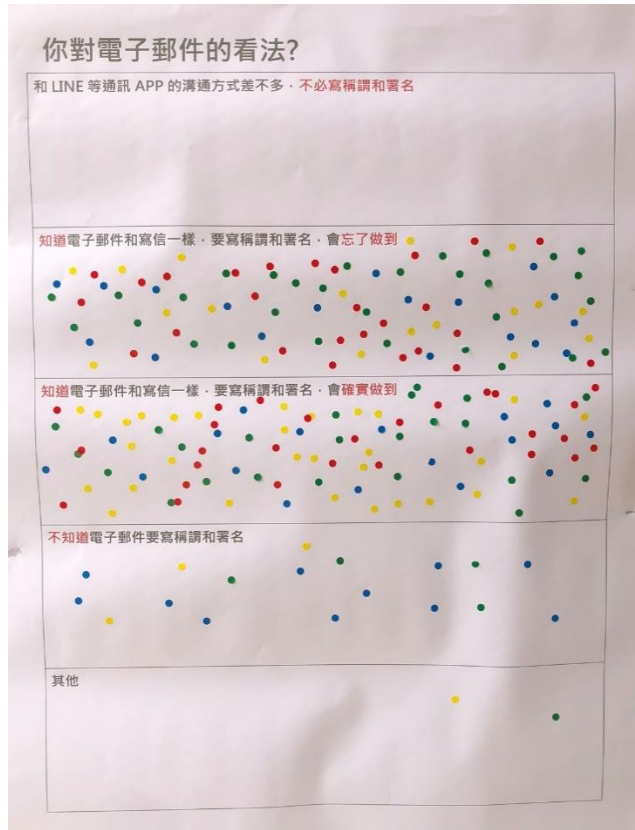 你對電子郵件的看法?
和 LINE 等通訊 APP 的溝通方式差不多，不必寫稱謂和署名
知道電子郵件和寫信一樣，要寫稱謂和署名，會忘了做到
知道電子郵件和寫信一樣，要寫稱謂和署名，會確實做到
不知道電子郵件要寫稱謂和署名
其他